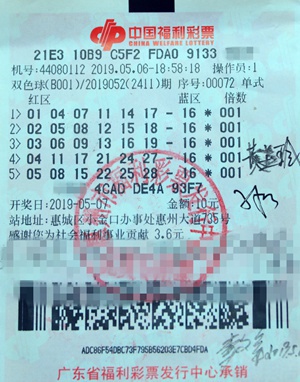 中国福利彩票
CHINA WELFARE LOTTERY
21E3 10B9 C5F2 FDA0 9133
机号:44080112 2019.05.06-18:58:18 操作员:1
双色球(B001)/2019052(2411)期 序号:00072 单式
红区 蓝区 倍数
1) 01 04 07 11 14 17 - 16 * 001
2) 02 05 08 12 15 18 - 16 * 001
3) 03 06 09 13 16 19 - 16 * 001
4) 04 07 11 14 21 24 - 16 * 001
5) 05 08 15 22 25 28 - 16 * 001
4CAD DE4A 93F7
开奖日:2019-05-07 金额:10元
站地址:惠城区小金口办事处惠州大道735号
感谢您为社会福利事业贡献 3.6元
ADC86F54DBC73F795B56203E7CBD4FDA
广东省福利彩票发行中心承销